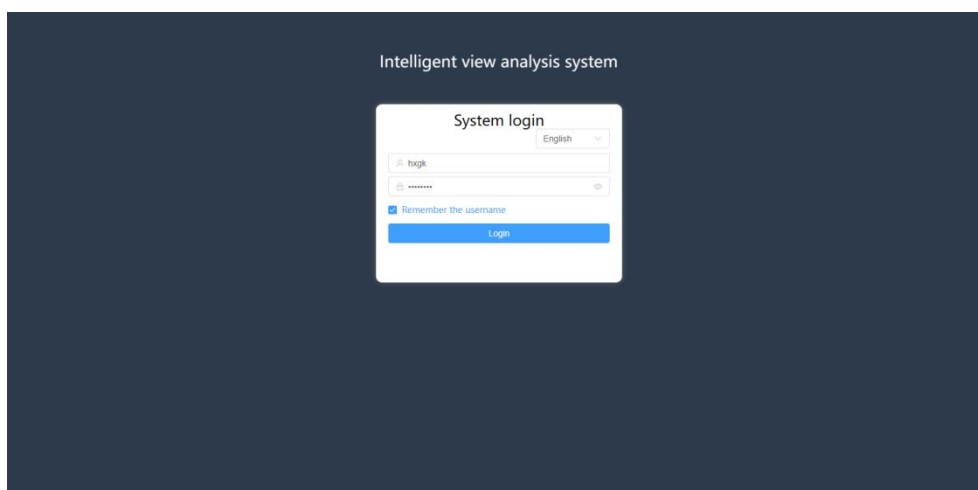 Intelligent view analysis system
System login
English
hxgk
••••••••
Remember the username
Login